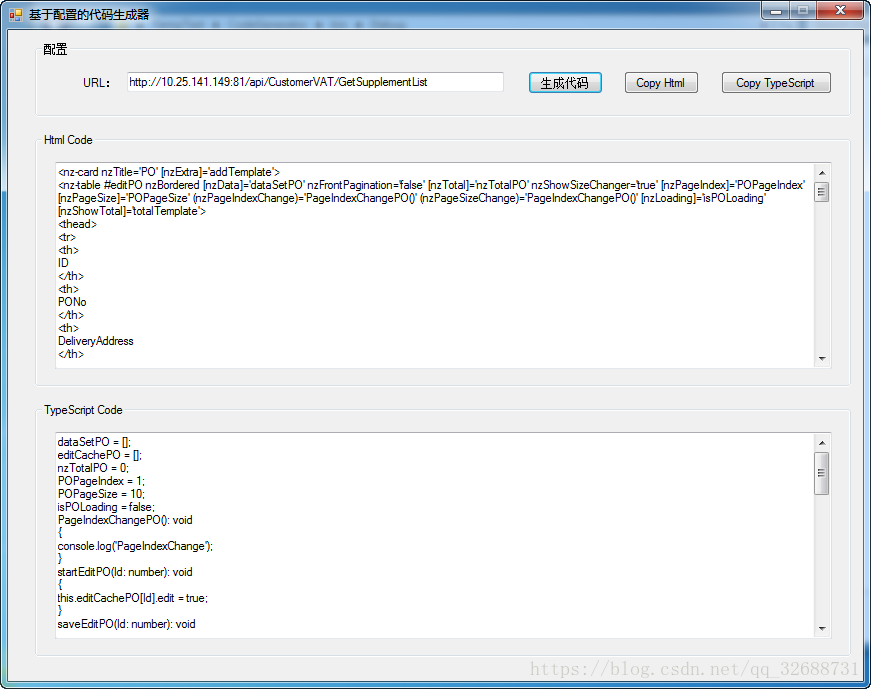 基于配置的代码生成器
配置
URL: http://10.25.141.149:81/api/CustomerVAT/GetSupplementList 生成代码 Copy Html Copy TypeScript
Html Code
<nz-card nzTitle='PO' [nzExtra]='addTemplate'>
<nz-table #editPO nzBordered [nzData]='dataSetPO' nzFrontPagination='false' [nzTotal]='nzTotalPO' nzShowSizeChanger='true' [nzPageIndex]='POPageIndex'
[nzPageSize]='POPageSize' (nzPageIndexChange)='PageIndexChangePO()' (nzPageSizeChange)='PageIndexChangePO()' [nzLoading]='isPOLoading'
[nzShowTotal]='totalTemplate'>
<thead>
<tr>
<th>
ID
</th>
<th>
PONo
</th>
<th>
DeliveryAddress
</th>
TypeScript Code
dataSetPO = [];
editCachePO = [];
nzTotalPO = 0;
POPageIndex = 1;
POPageSize = 10;
isPOLoading = false;
PageIndexChangePO(): void
{
console.log('PageIndexChange');
}
startEditPO(Id: number): void
{
this.editCachePO[Id].edit = true;
}
saveEditPO(Id: number): void
https://blog.csdn.net/qq_32688731